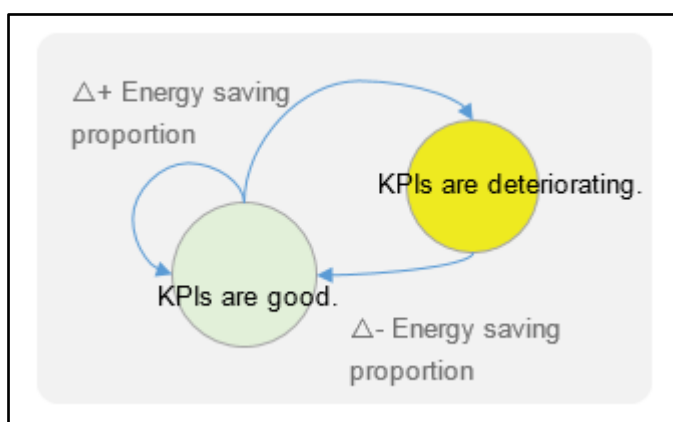 △+ Energy saving
proportion
KPIs are deteriorating.
KPIs are good.
△- Energy saving
proportion